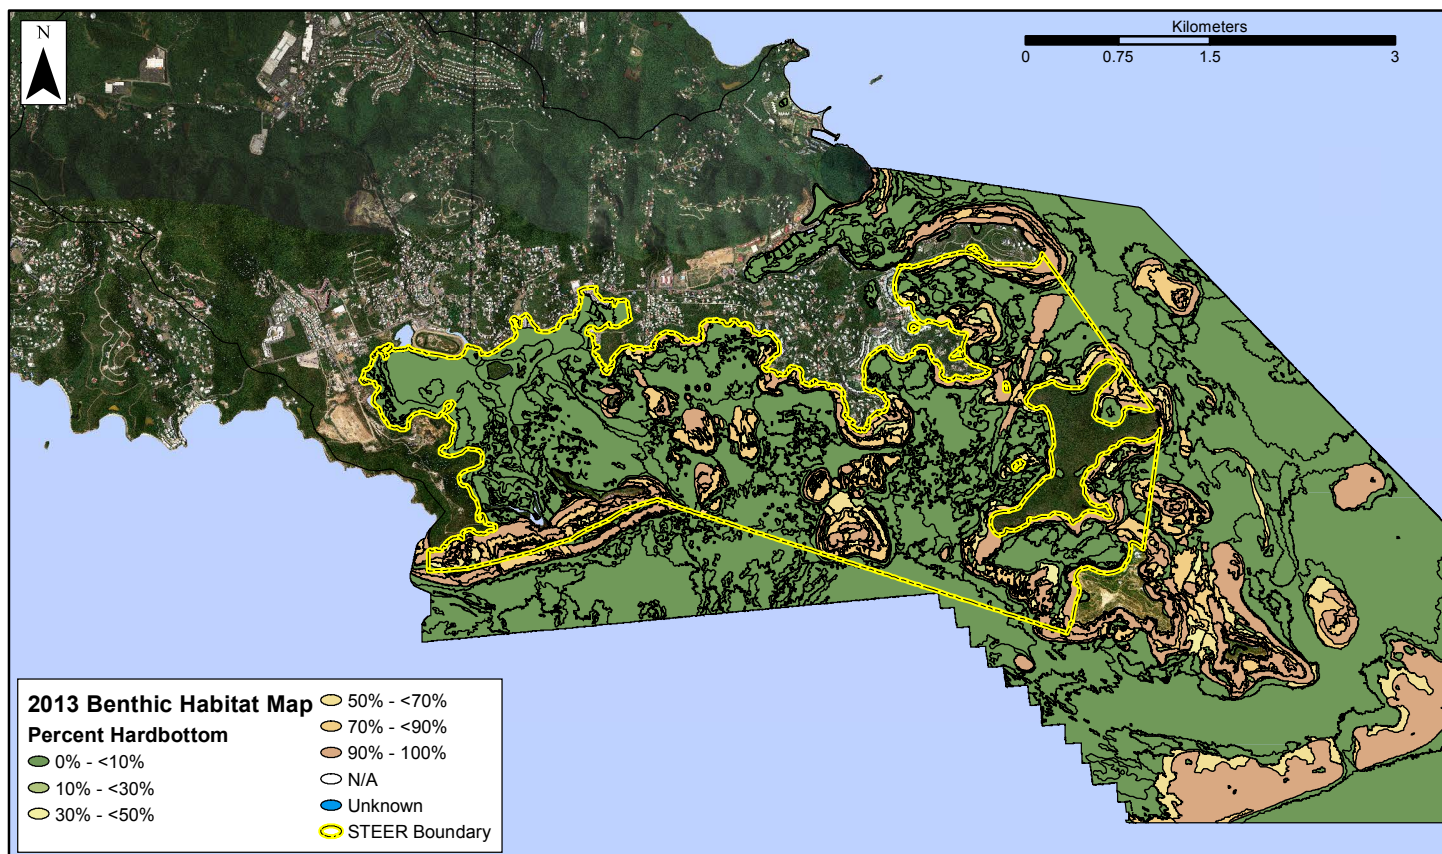 N
Kilometers
0 0.75 1.5 3
2013 Benthic Habitat Map
Percent Hardbottom
0% - <10%
10% - <30%
30% - <50%
50% - <70%
70% - <90%
90% - 100%
N/A
Unknown
STEER Boundary